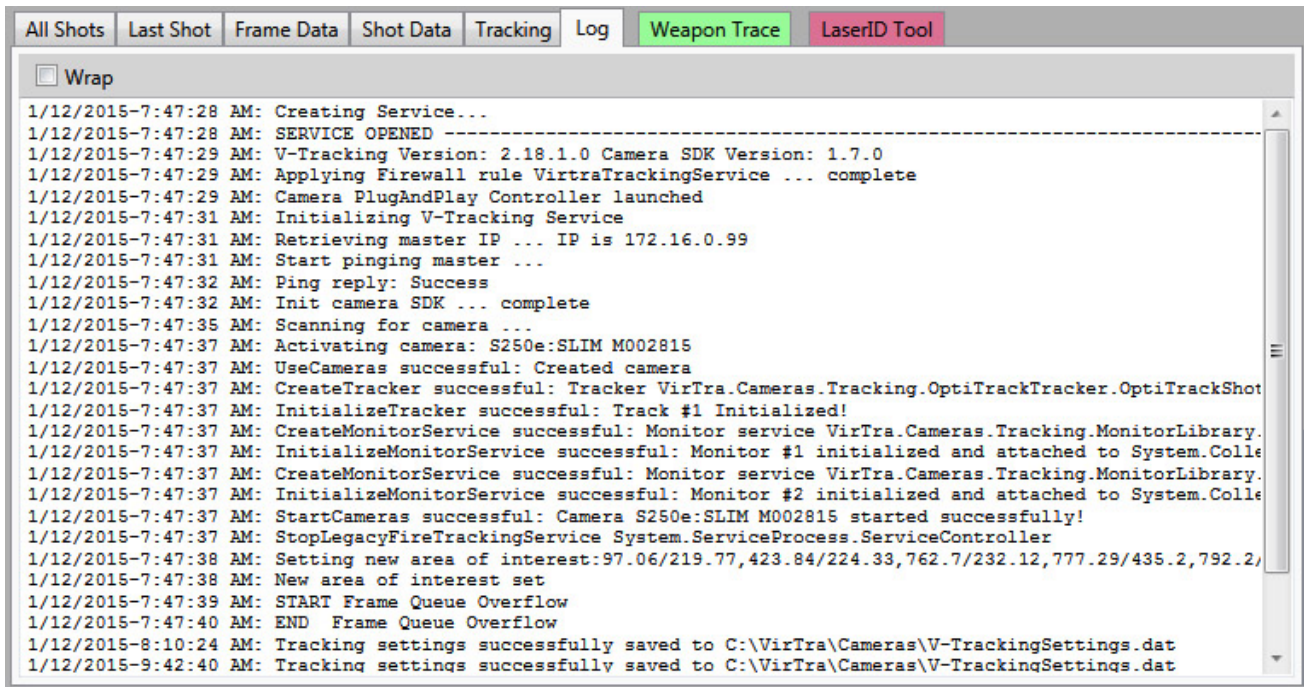 All Shots Last Shot Frame Data Shot Data Tracking Log Weapon Trace LaserID Tool
Wrap
1/12/2015-7:47:28 AM: Creating Service...
1/12/2015-7:47:28 AM: SERVICE OPENED --------------------------------------------------------------------------
1/12/2015-7:47:29 AM: V-Tracking Version: 2.18.1.0 Camera SDK Version: 1.7.0
1/12/2015-7:47:29 AM: Applying Firewall rule VirtraTrackingService ... complete
1/12/2015-7:47:29 AM: Camera PlugAndPlay Controller launched
1/12/2015-7:47:31 AM: Initializing V-Tracking Service
1/12/2015-7:47:31 AM: Retrieving master IP ... IP is 172.16.0.99
1/12/2015-7:47:31 AM: Start pinging master ...
1/12/2015-7:47:32 AM: Ping reply: Success
1/12/2015-7:47:32 AM: Init camera SDK ... complete
1/12/2015-7:47:35 AM: Scanning for camera ...
1/12/2015-7:47:37 AM: Activating camera: S250e:SLIM M002815
1/12/2015-7:47:37 AM: UseCameras successful: Created camera
1/12/2015-7:47:37 AM: CreateTracker successful: Tracker VirTra.Cameras.Tracking.OptiTrackTracker.OptiTrackShot
1/12/2015-7:47:37 AM: InitializeTracker successful: Track #1 Initialized!
1/12/2015-7:47:37 AM: CreateMonitorService successful: Monitor service VirTra.Cameras.Tracking.MonitorLibrary.
1/12/2015-7:47:37 AM: InitializeMonitorService successful: Monitor #1 initialized and attached to System.Colle
1/12/2015-7:47:37 AM: CreateMonitorService successful: Monitor service VirTra.Cameras.Tracking.MonitorLibrary.
1/12/2015-7:47:37 AM: InitializeMonitorService successful: Monitor #2 initialized and attached to System.Colle
1/12/2015-7:47:37 AM: StartCameras successful: Camera S250e:SLIM M002815 started successfully!
1/12/2015-7:47:37 AM: StopLegacyFireTrackingService System.ServiceProcess.ServiceController
1/12/2015-7:47:38 AM: Setting new area of interest:97.06/219.77,423.84/224.33,762.7/232.12,777.29/435.2,792.2/
1/12/2015-7:47:38 AM: New area of interest set
1/12/2015-7:47:39 AM: START Frame Queue Overflow
1/12/2015-7:47:40 AM: END  Frame Queue Overflow
1/12/2015-8:10:24 AM: Tracking settings successfully saved to C:\VirTra\Cameras\V-TrackingSettings.dat
1/12/2015-9:42:40 AM: Tracking settings successfully saved to C:\VirTra\Cameras\V-TrackingSettings.dat